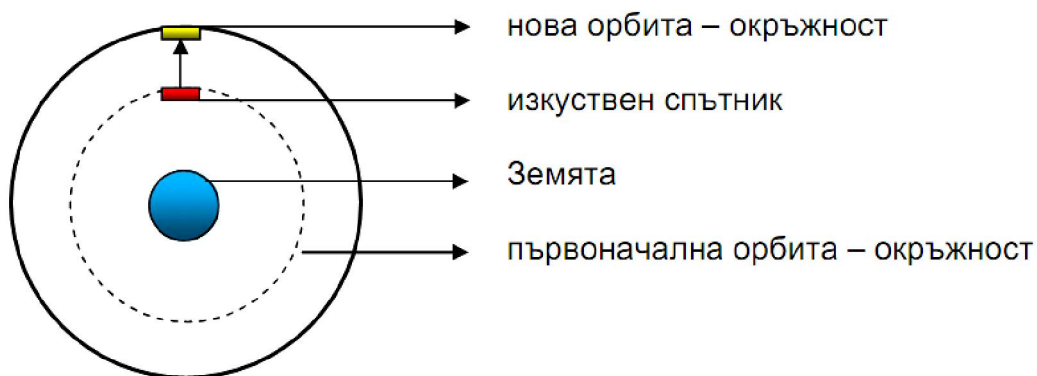 нова орбита – окръжност
изкуствен спътник
Земята
първоначална орбита – окръжност